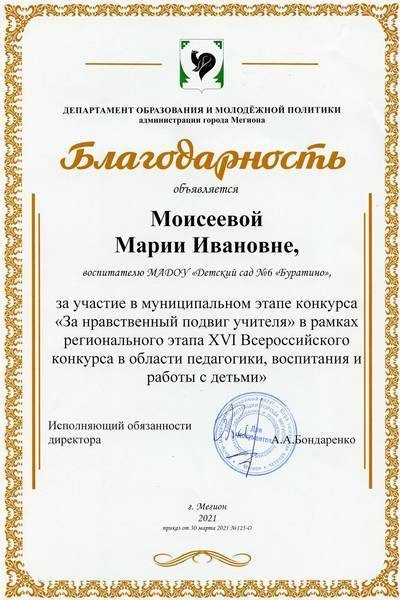 ДЕПАРТАМЕНТ ОБРАЗОВАНИЯ И МОЛОДЁЖНОЙ ПОЛИТИКИ
администрации города Мегиона
Благодарность
объявляется
Моисеевой
Марии Ивановне,
воспитателю МАДОУ «Детский сад №6 «Буратино»,
за участие в муниципальном этапе конкурса
«За нравственный подвиг учителя» в рамках
регионального этапа XVI Всероссийского
конкурса в области педагогики, воспитания и
работы с детьми»
Исполняющий обязанности
директора
А.А.Бондаренко
Для
документов
г. Мегион
2021
приказ от 30 марта 2021 №125-О